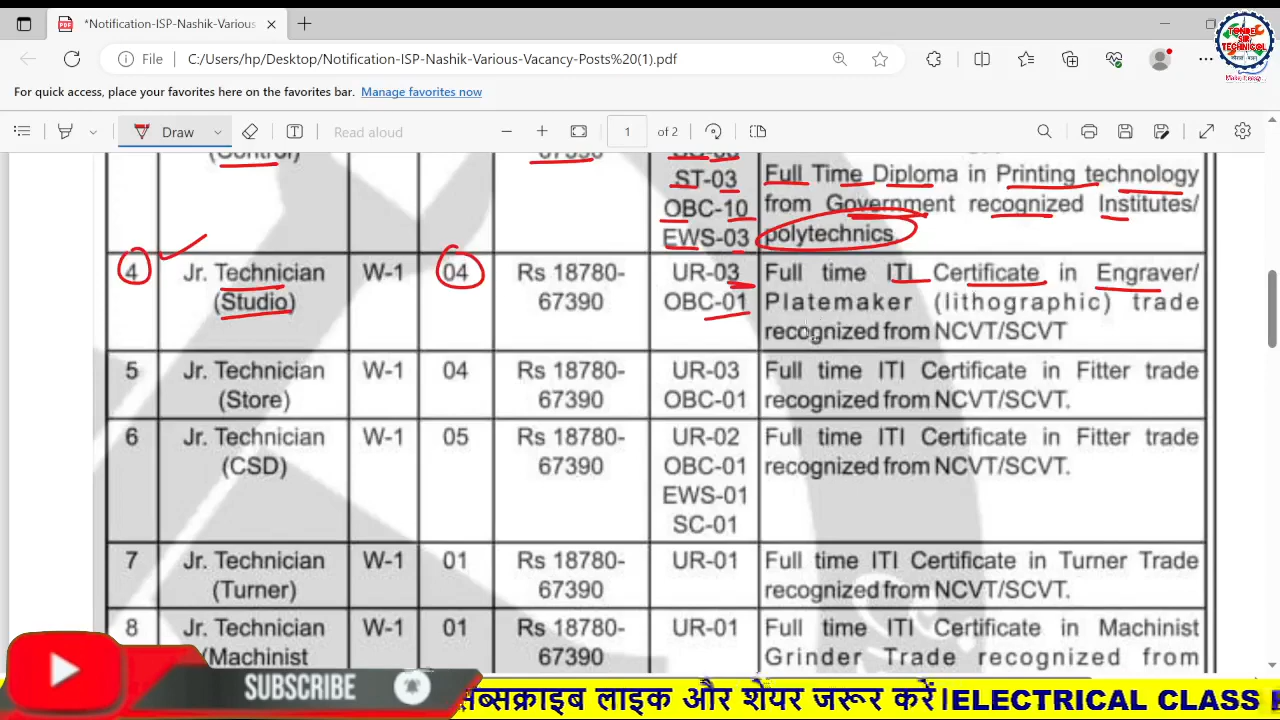 *Notification-ISP-Nashik-Various
File
C:/Users/hp/Desktop/Notification-ISP-Nashik-Various-Vacancy-Posts%20(1).pdf
For quick access, place your favorites here on the favorites bar. Manage favorites now
Draw
Read aloud
1 of 2
(Control)
67390
SC-03
ST-03
OBC-10
EWS-03
Full Time Diploma in Printing technology
from Government recognized Institutes/
polytechnics
4 Jr. Technician (Studio) W-1 04 Rs 18780-67390 UR-03 OBC-01
Full time ITI Certificate in Engraver/
Platemaker (lithographic) trade
recognized from NCVT/SCVT
5 Jr. Technician (Store) W-1 04 Rs 18780-67390 UR-03 OBC-01
Full time ITI Certificate in Fitter trade
recognized from NCVT/SCVT.
6 Jr. Technician (CSD) W-1 05 Rs 18780-67390 UR-02 OBC-01 EWS-01 SC-01
Full time ITI Certificate in Fitter trade
recognized from NCVT/SCVT.
7 Jr. Technician (Turner) W-1 01 Rs 18780-67390 UR-01
Full time ITI Certificate in Turner Trade
recognized from NCVT/SCVT.
8 Jr. Technician (Machinist W-1 01 Rs 18780-67390 UR-01
Full time ITI Certificate in Machinist
Grinder Trade recognized from
SUBSCRIBE
सब्सक्राइब लाइक और शेयर जरूर करें। ELECTRICAL CLASS